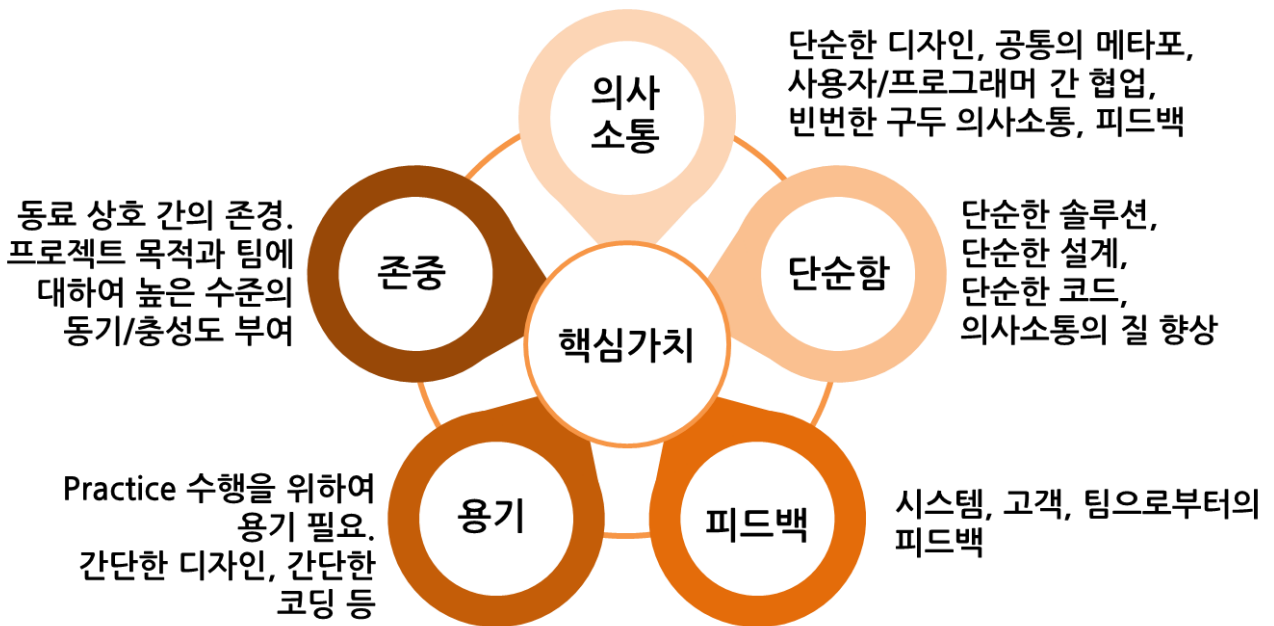 의사
소통
단순한 디자인, 공통의 메타포,
사용자/프로그래머 간 협업,
빈번한 구두 의사소통, 피드백
단순함
단순한 솔루션,
단순한 설계,
단순한 코드,
의사소통의 질 향상
피드백
시스템, 고객, 팀으로부터의
피드백
용기
Practice 수행을 위하여
용기 필요.
간단한 디자인, 간단한
코딩 등
존중
동료 상호 간의 존경.
프로젝트 목적과 팀에
대하여 높은 수준의
동기/충성도 부여
핵심가치